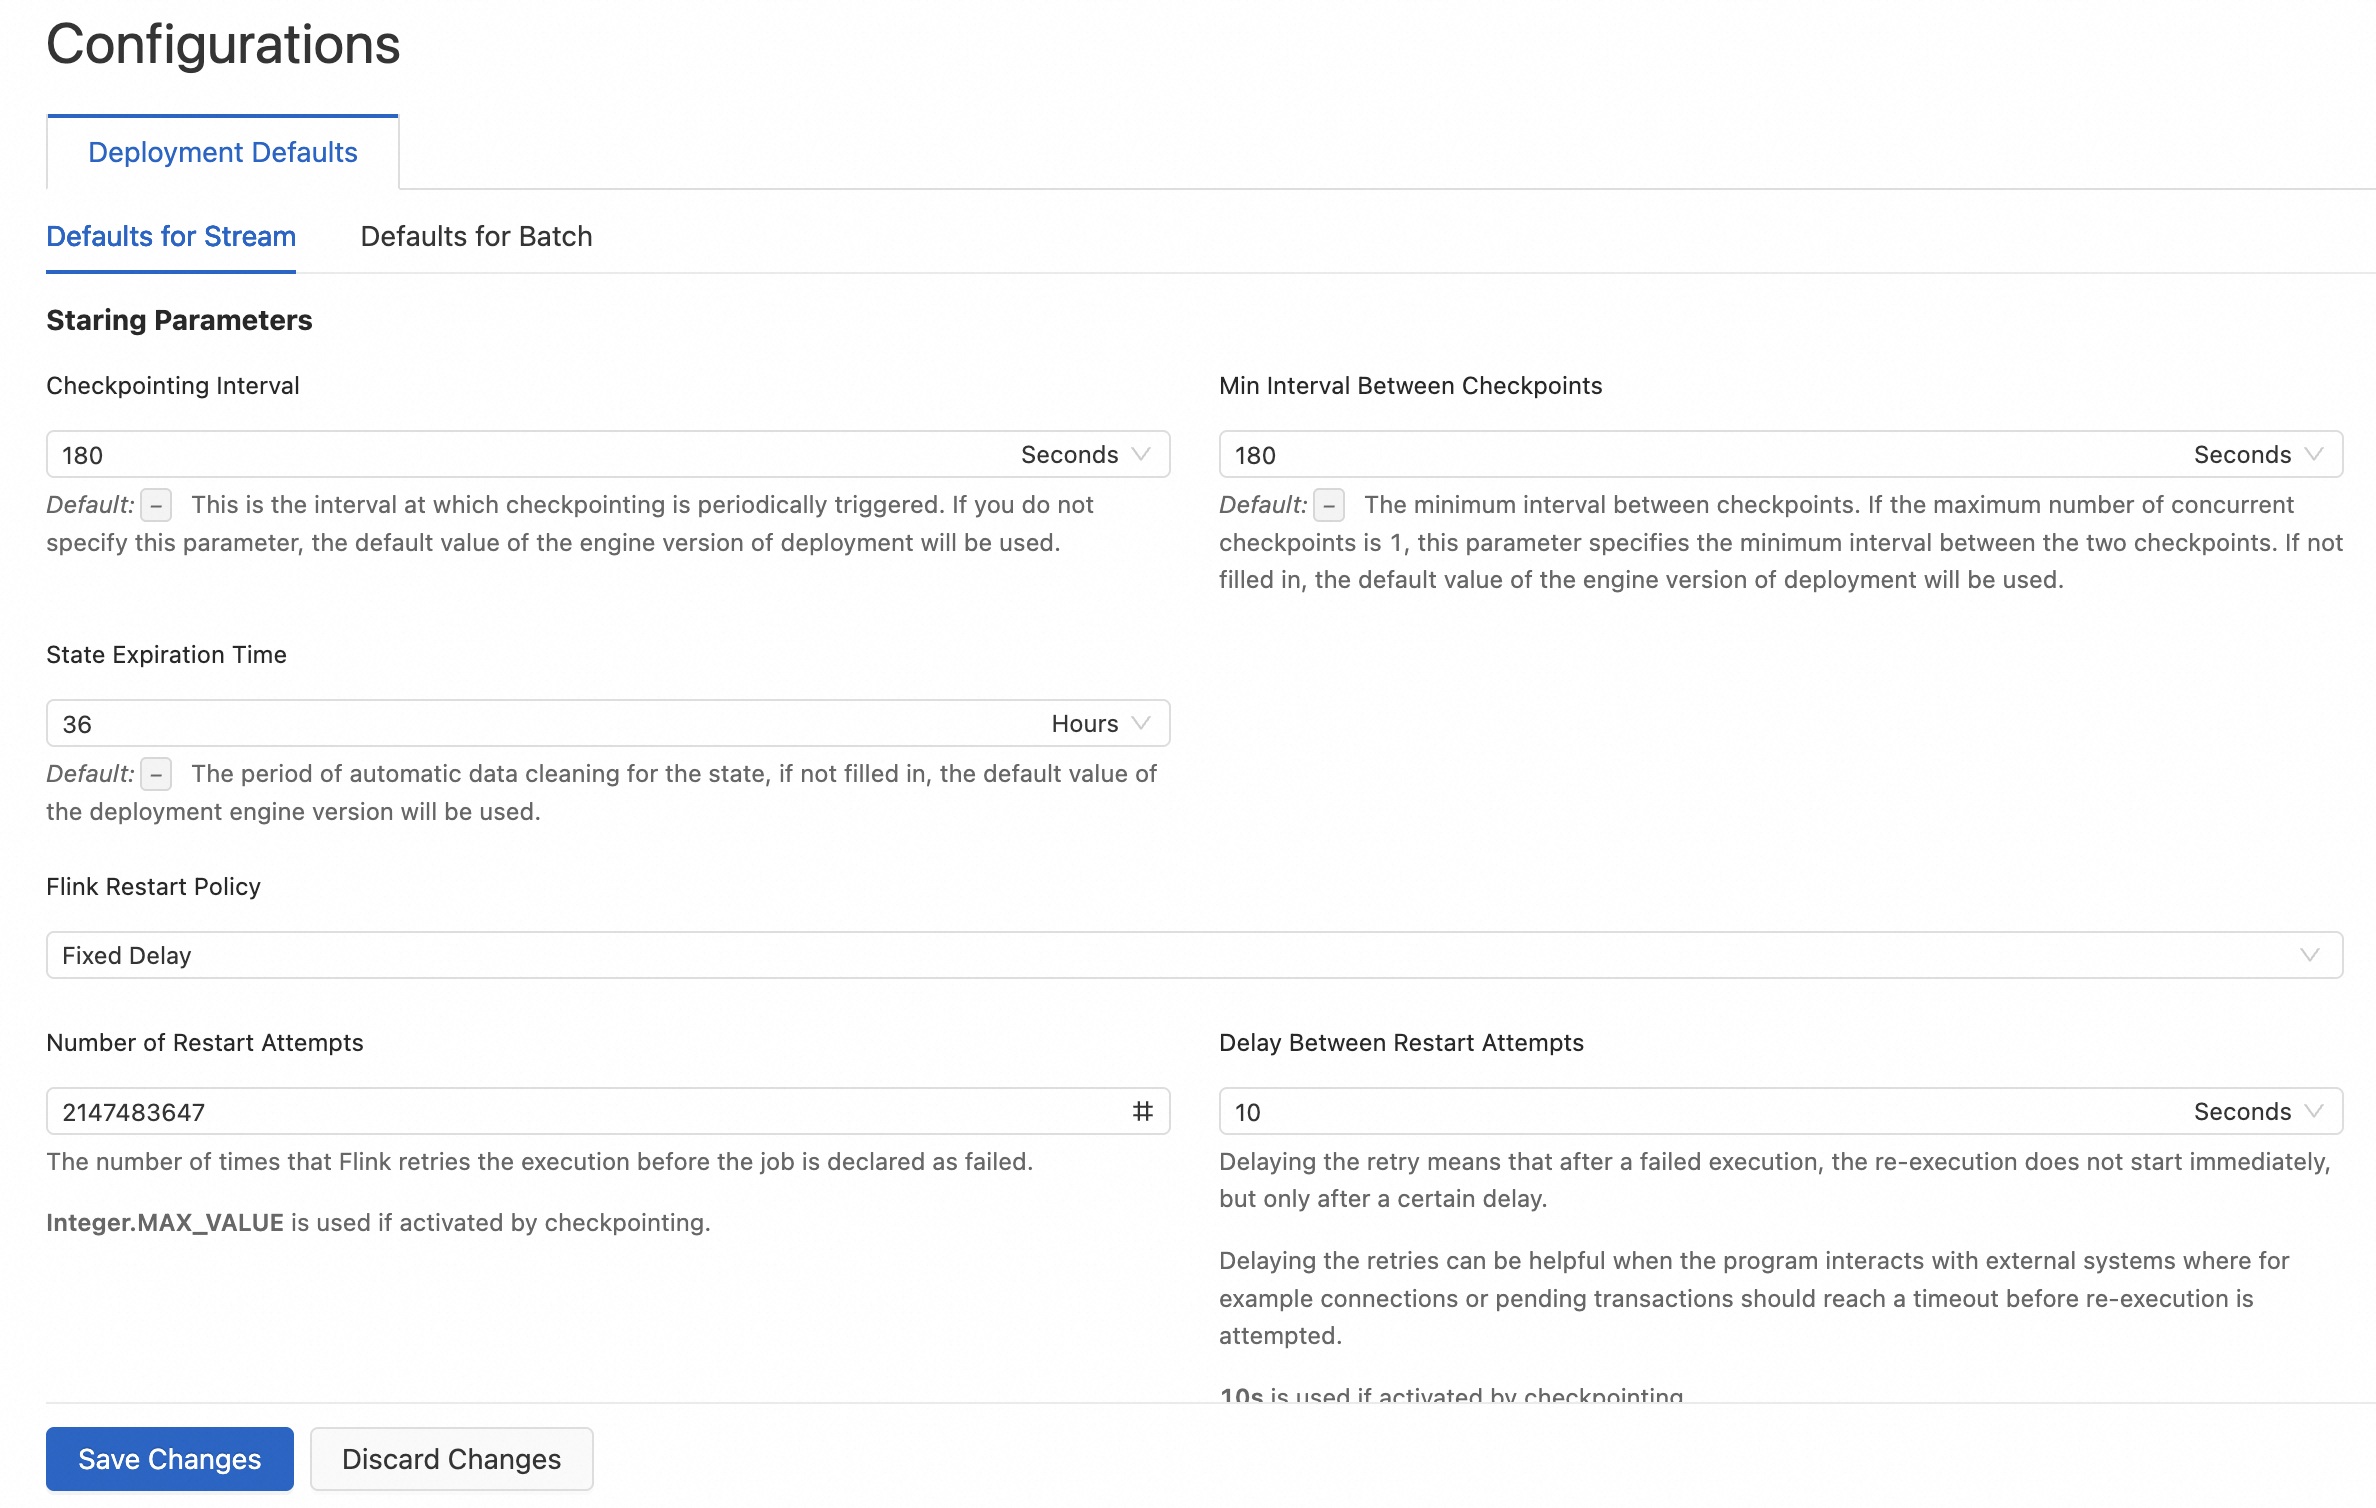 Configurations
Deployment Defaults
Defaults for Stream
Defaults for Batch
Staring Parameters
Checkpointing Interval
180
Seconds
Default: – This is the interval at which checkpointing is periodically triggered. If you do not
specify this parameter, the default value of the engine version of deployment will be used.
Min Interval Between Checkpoints
180
Seconds
Default: – The minimum interval between checkpoints. If the maximum number of concurrent
checkpoints is 1, this parameter specifies the minimum interval between the two checkpoints. If not
filled in, the default value of the engine version of deployment will be used.
State Expiration Time
36
Hours
Default: – The period of automatic data cleaning for the state, if not filled in, the default value of
the deployment engine version will be used.
Flink Restart Policy
Fixed Delay
Number of Restart Attempts
2147483647
#
The number of times that Flink retries the execution before the job is declared as failed.
Integer.MAX_VALUE is used if activated by checkpointing.
Delay Between Restart Attempts
10
Seconds
Delaying the retry means that after a failed execution, the re-execution does not start immediately,
but only after a certain delay.
Delaying the retries can be helpful when the program interacts with external systems where for
example connections or pending transactions should reach a timeout before re-execution is
attempted.
10s is used if activated by checkpointing
Save Changes
Discard Changes